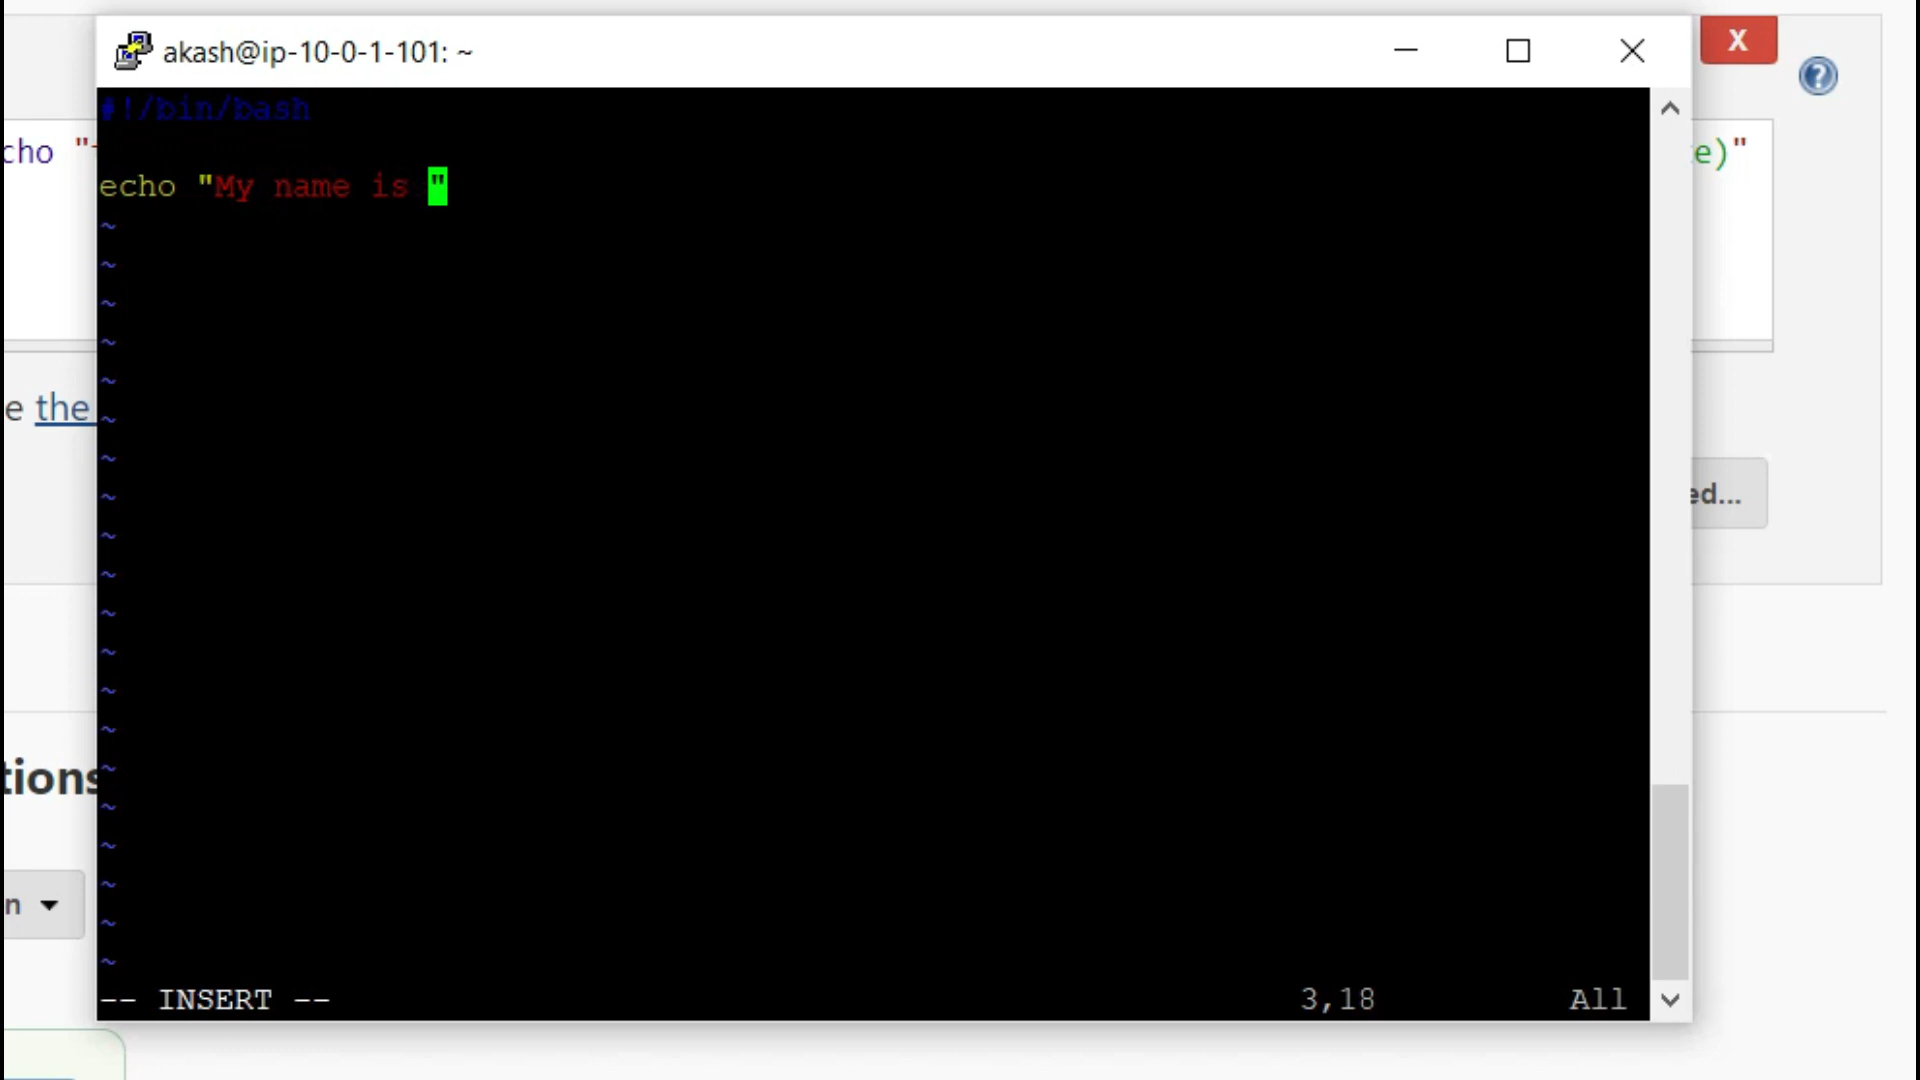 akash@ip-10-0-1-101: ~
X
#!/bin/bash
cho "
e)"
echo "My name is "
~
~
~
~
~
e the
~
~
~
ed...
~
~
~
~
~
~
tions
~
~
~
n
~
~
~
-- INSERT -- 3,18 All